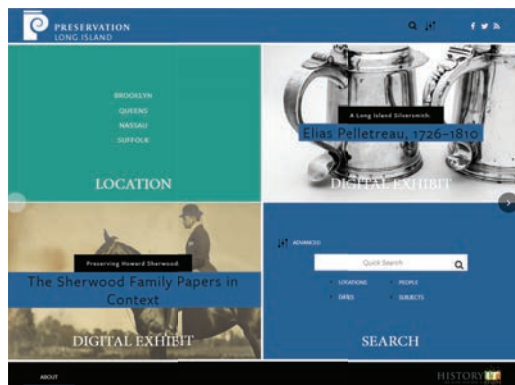 PRESERVATION
LONG ISLAND
BROOKLYN
QUEENS
NASSAU
SUFFOLK
LOCATION
A Long Island Silversmith:
Elias Pelletreau, 1726–1810
DIGITAL EXHIBIT
Preserving Howard Sherwood:
The Sherwood Family Papers in
Context
DIGITAL EXHIBIT
ADVANCED
Quick Search
LOCATIONS
PEOPLE
DATES
SUBJECTS
SEARCH
ABOUT
HISTORYIT